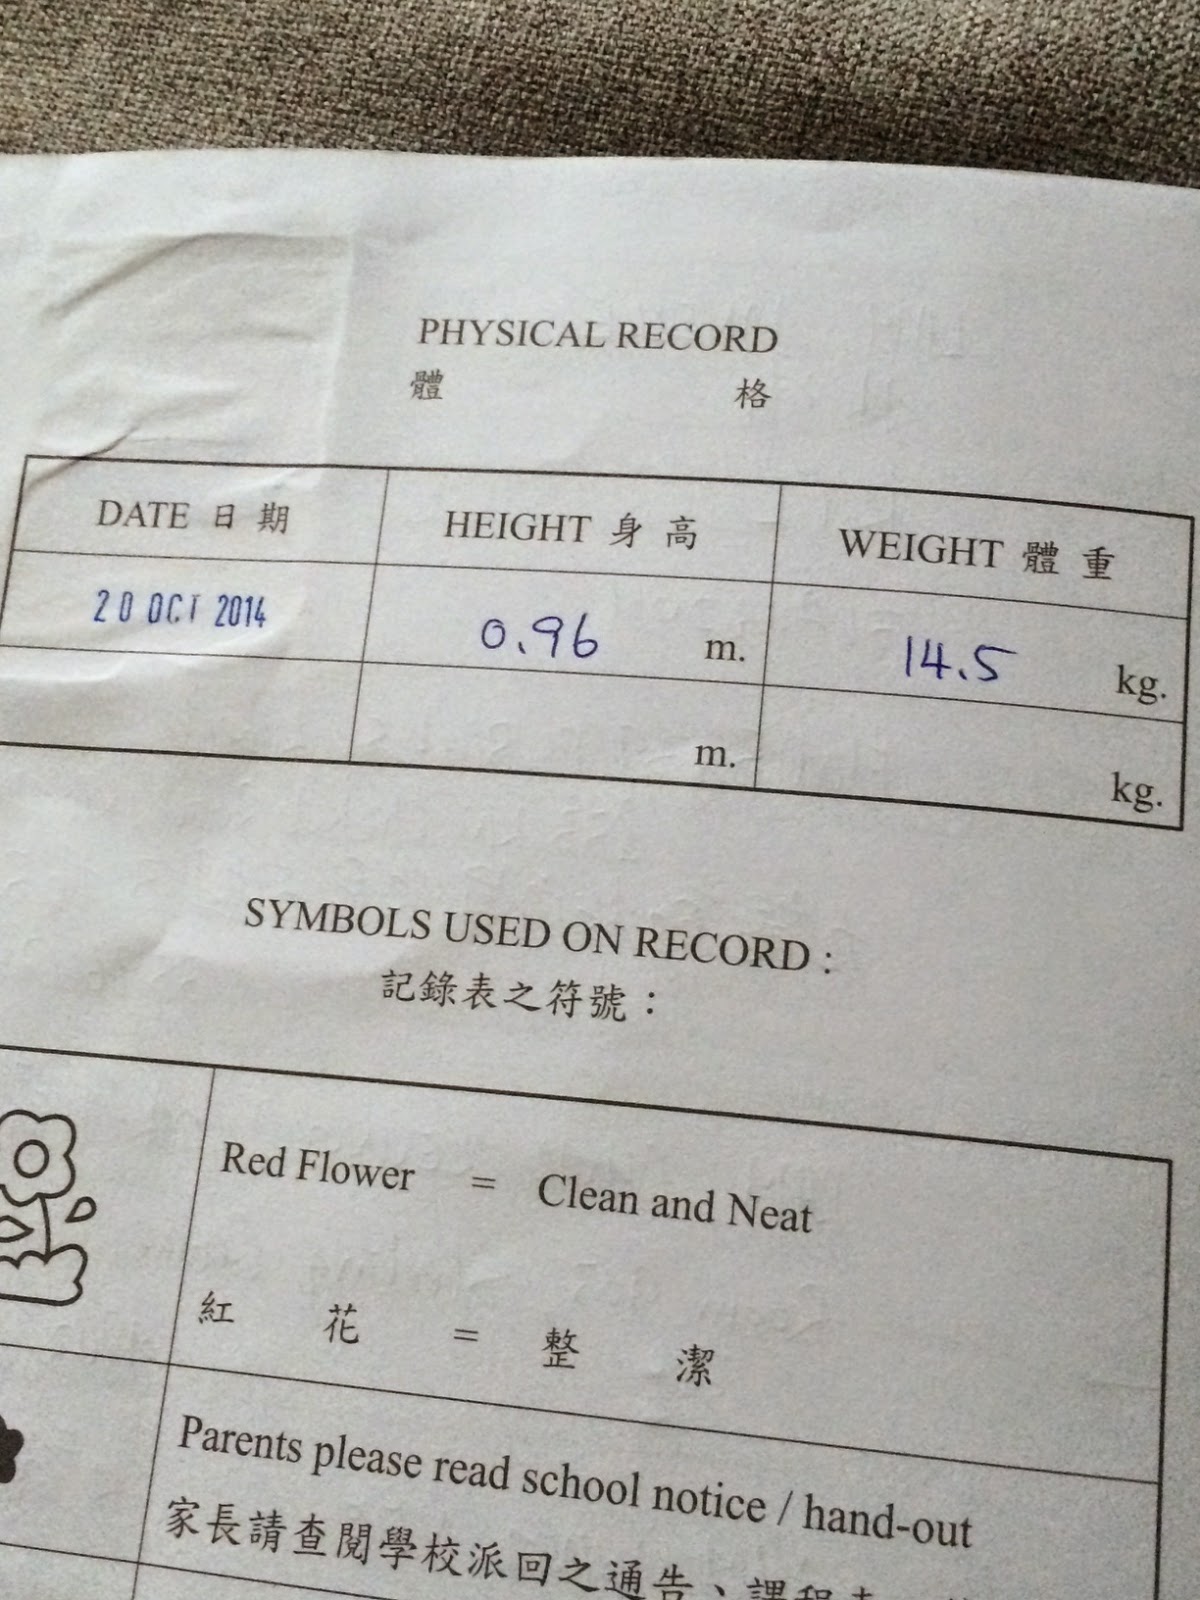 PHYSICAL RECORD
體 格
DATE 日期 HEIGHT 身高 WEIGHT 體重
20 OCT 2014 0.96 m. 14.5 kg.
m. kg.
SYMBOLS USED ON RECORD :
記錄表之符號：
Red Flower = Clean and Neat
紅 花 = 整 潔
Parents please read school notice / hand-out
家長請查閱學校派回之通告、課程表